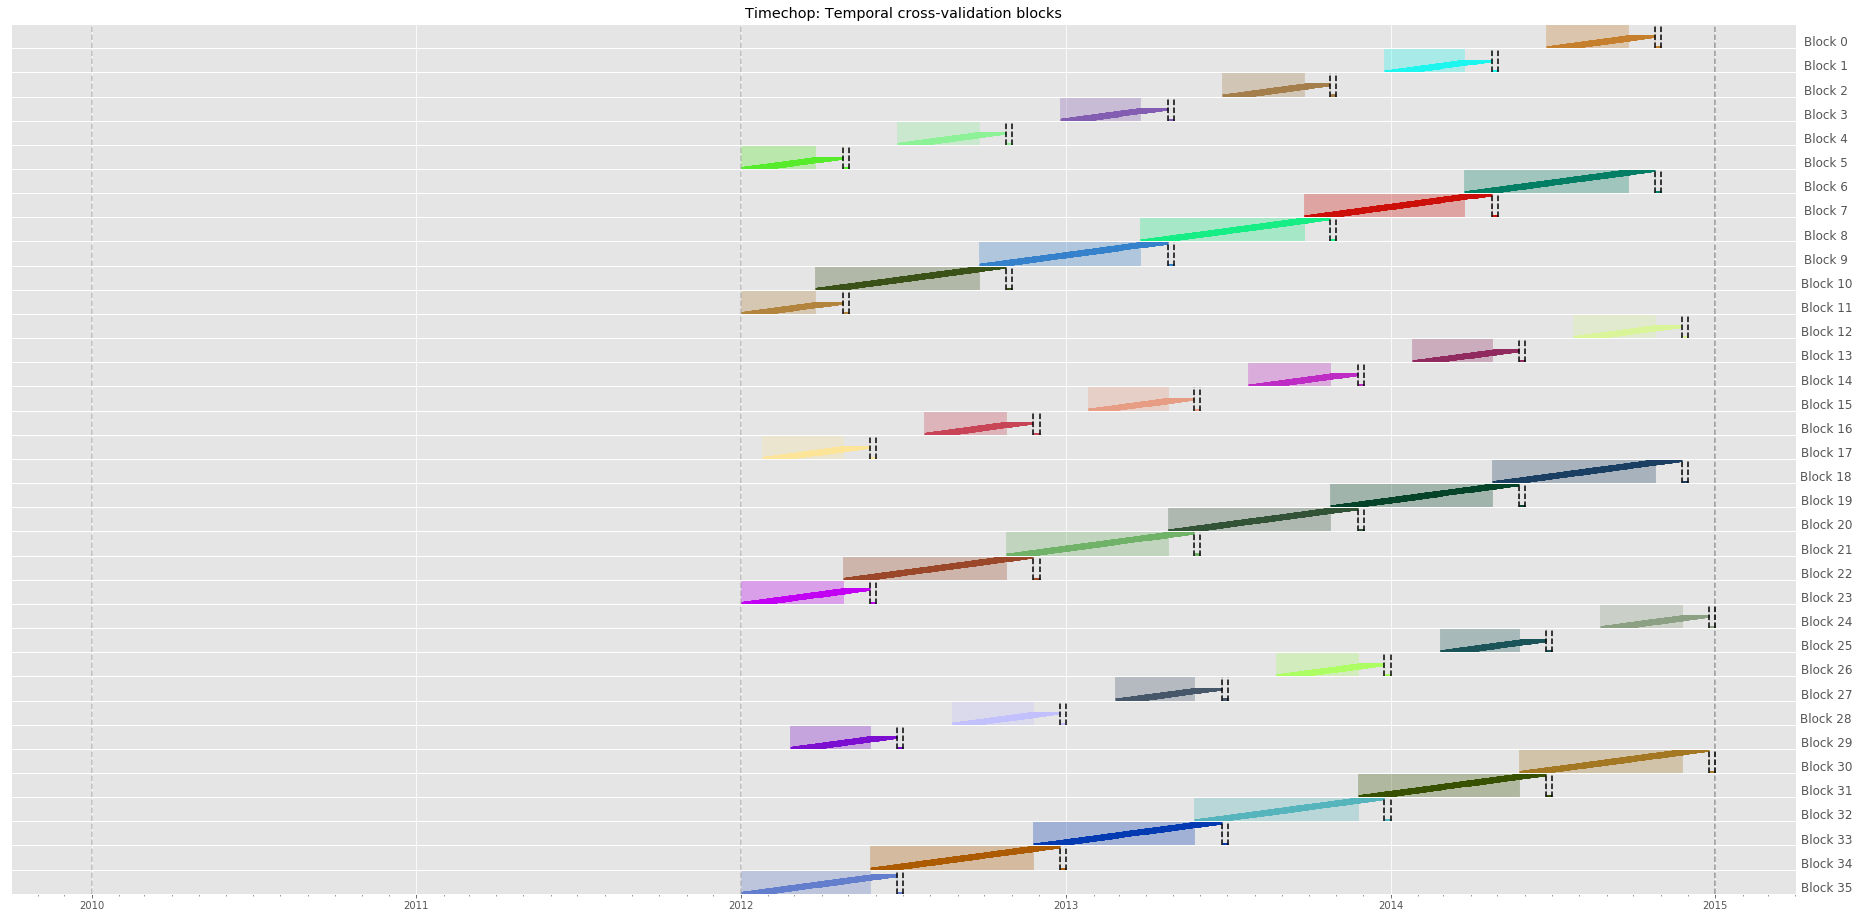 Timechop: Temporal cross-validation blocks
Block 0
Block 1
Block 2
Block 3
Block 4
Block 5
Block 6
Block 7
Block 8
Block 9
Block 10
Block 11
Block 12
Block 13
Block 14
Block 15
Block 16
Block 17
Block 18
Block 19
Block 20
Block 21
Block 22
Block 23
Block 24
Block 25
Block 26
Block 27
Block 28
Block 29
Block 30
Block 31
Block 32
Block 33
Block 34
Block 35
2010 2011 2012 2013 2014 2015